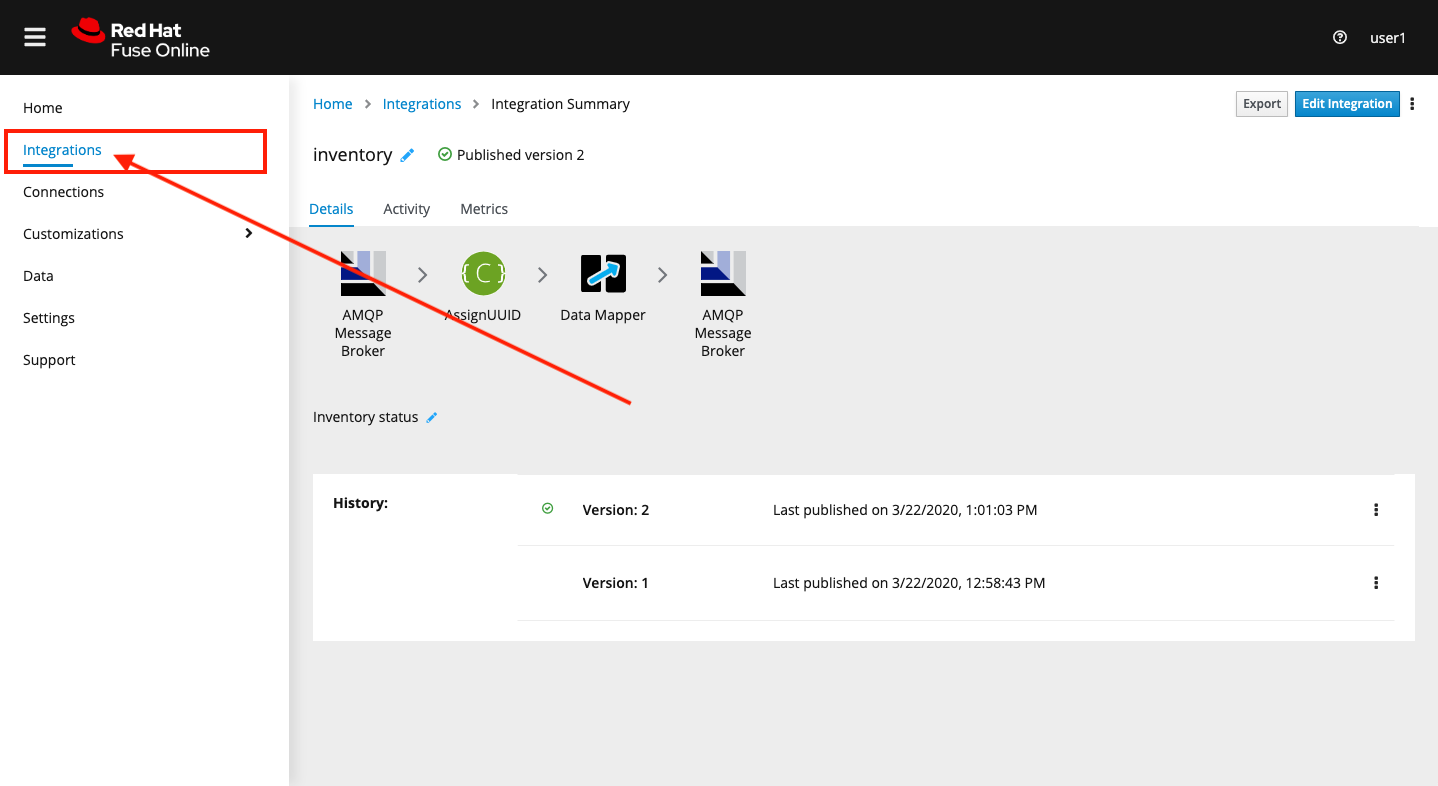 Red Hat
Fuse Online
user1
Home
Integrations
Connections
Customizations
Data
Settings
Support
Home > Integrations > Integration Summary
Export
Edit Integration
inventory
Published version 2
Details
Activity
Metrics
AMQP
Message
Broker
{C}
AssignUUID
Data Mapper
AMQP
Message
Broker
Inventory status
History:
Version: 2
Last published on 3/22/2020, 1:01:03 PM
Version: 1
Last published on 3/22/2020, 12:58:43 PM